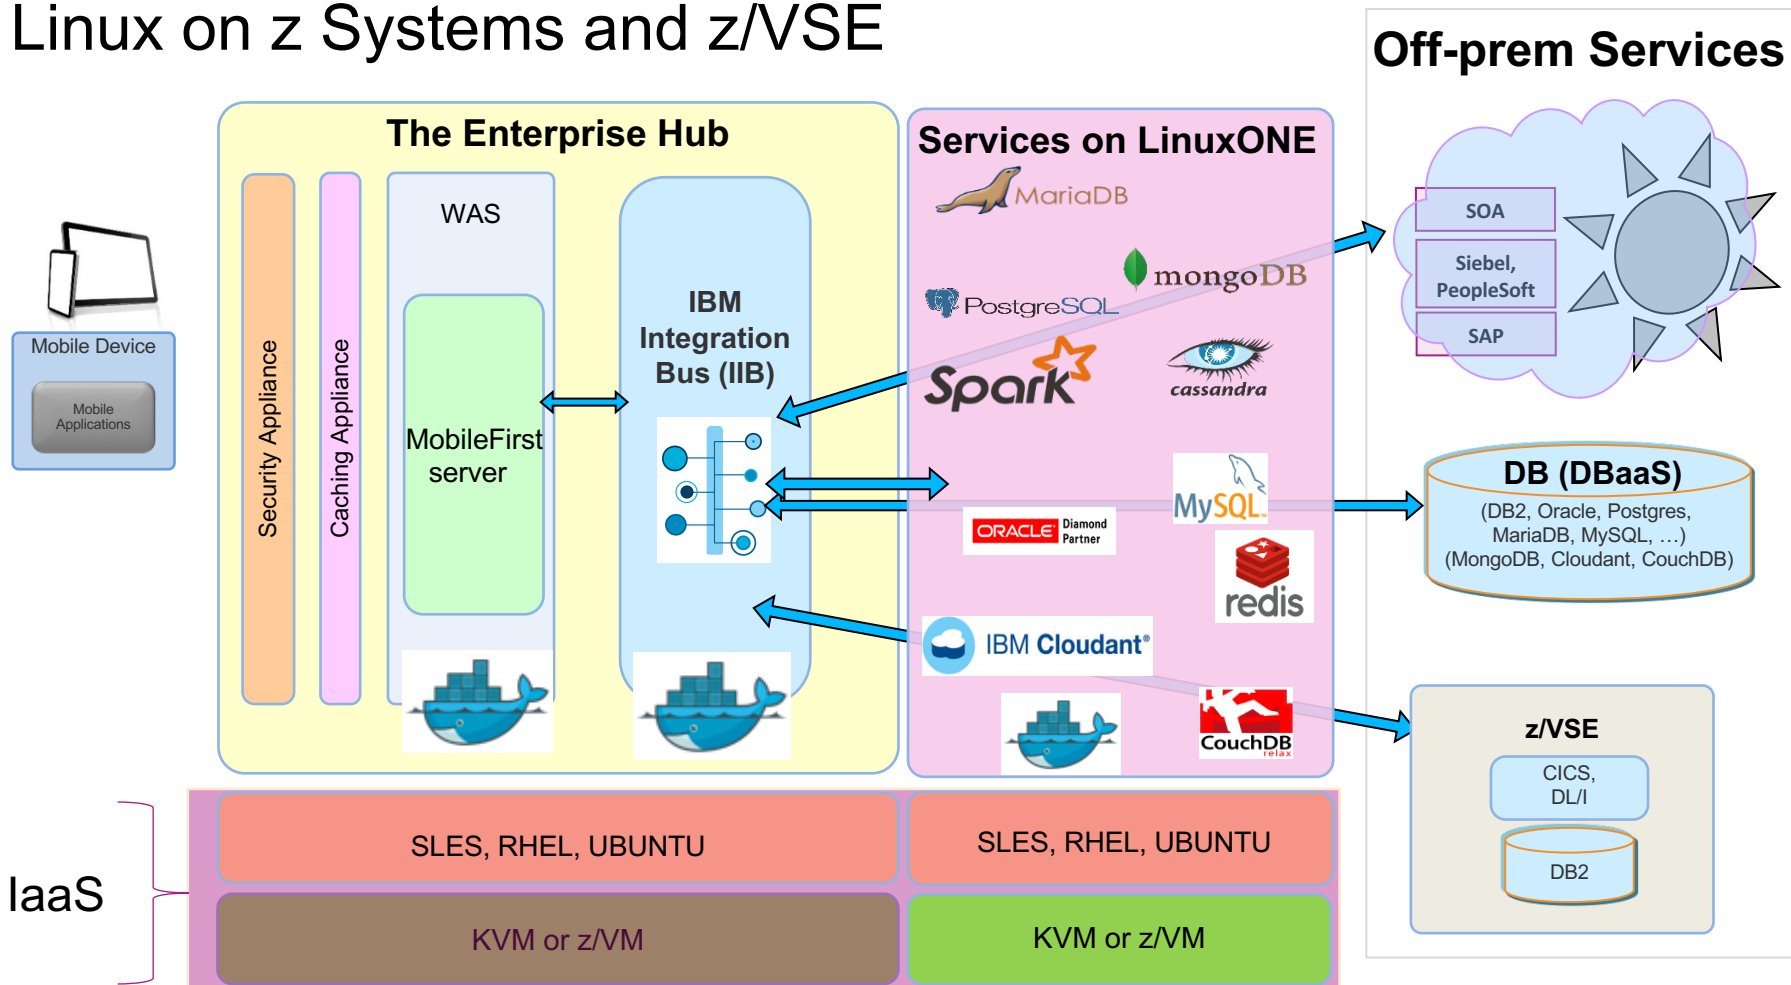 Linux on z Systems and z/VSE
Off-prem Services
The Enterprise Hub
Services on LinuxONE
Mobile Device
Mobile
Applications
Security Appliance
Caching Appliance
WAS
MobileFirst
server
IBM
Integration
Bus (IIB)
MariaDB
mongoDB
PostgreSQL
Spark
cassandra
MySQL™
ORACLE Diamond
Partner
redis
IBM Cloudant®
CouchDB
relax
SOA
Siebel,
PeopleSoft
SAP
DB (DBaaS)
(DB2, Oracle, Postgres,
MariaDB, MySQL, …)
(MongoDB, Cloudant, CouchDB)
z/VSE
CICS,
DL/I
DB2
IaaS
SLES, RHEL, UBUNTU
SLES, RHEL, UBUNTU
KVM or z/VM
KVM or z/VM